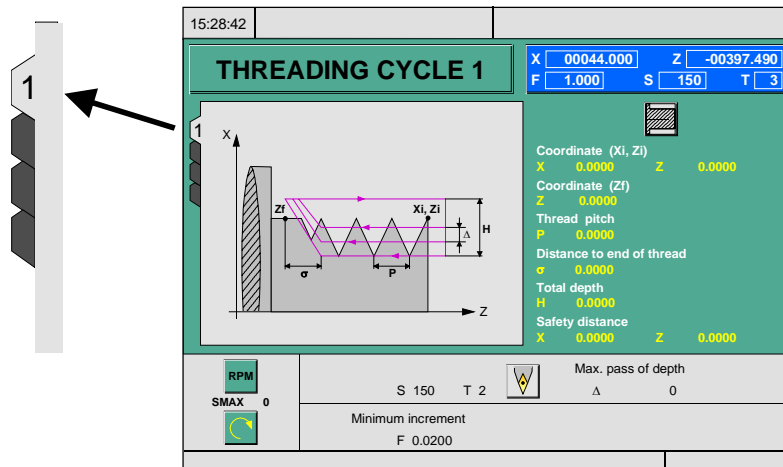 15:28:42
1
THREADING CYCLE 1
X 00044.000 Z -00397.490
F 1.000 S 150 T 3
1
X
Zf
Xi, Zi
H
Δ
σ
P
Z
Coordinate (Xi, Zi)
X 0.0000 Z 0.0000
Coordinate (Zf)
Z 0.0000
Thread pitch
P 0.0000
Distance to end of thread
σ 0.0000
Total depth
H 0.0000
Safety distance
X 0.0000 Z 0.0000
RPM
SMAX 0
S 150 T 2
Max. pass of depth
Δ 0
Minimum increment
F 0.0200